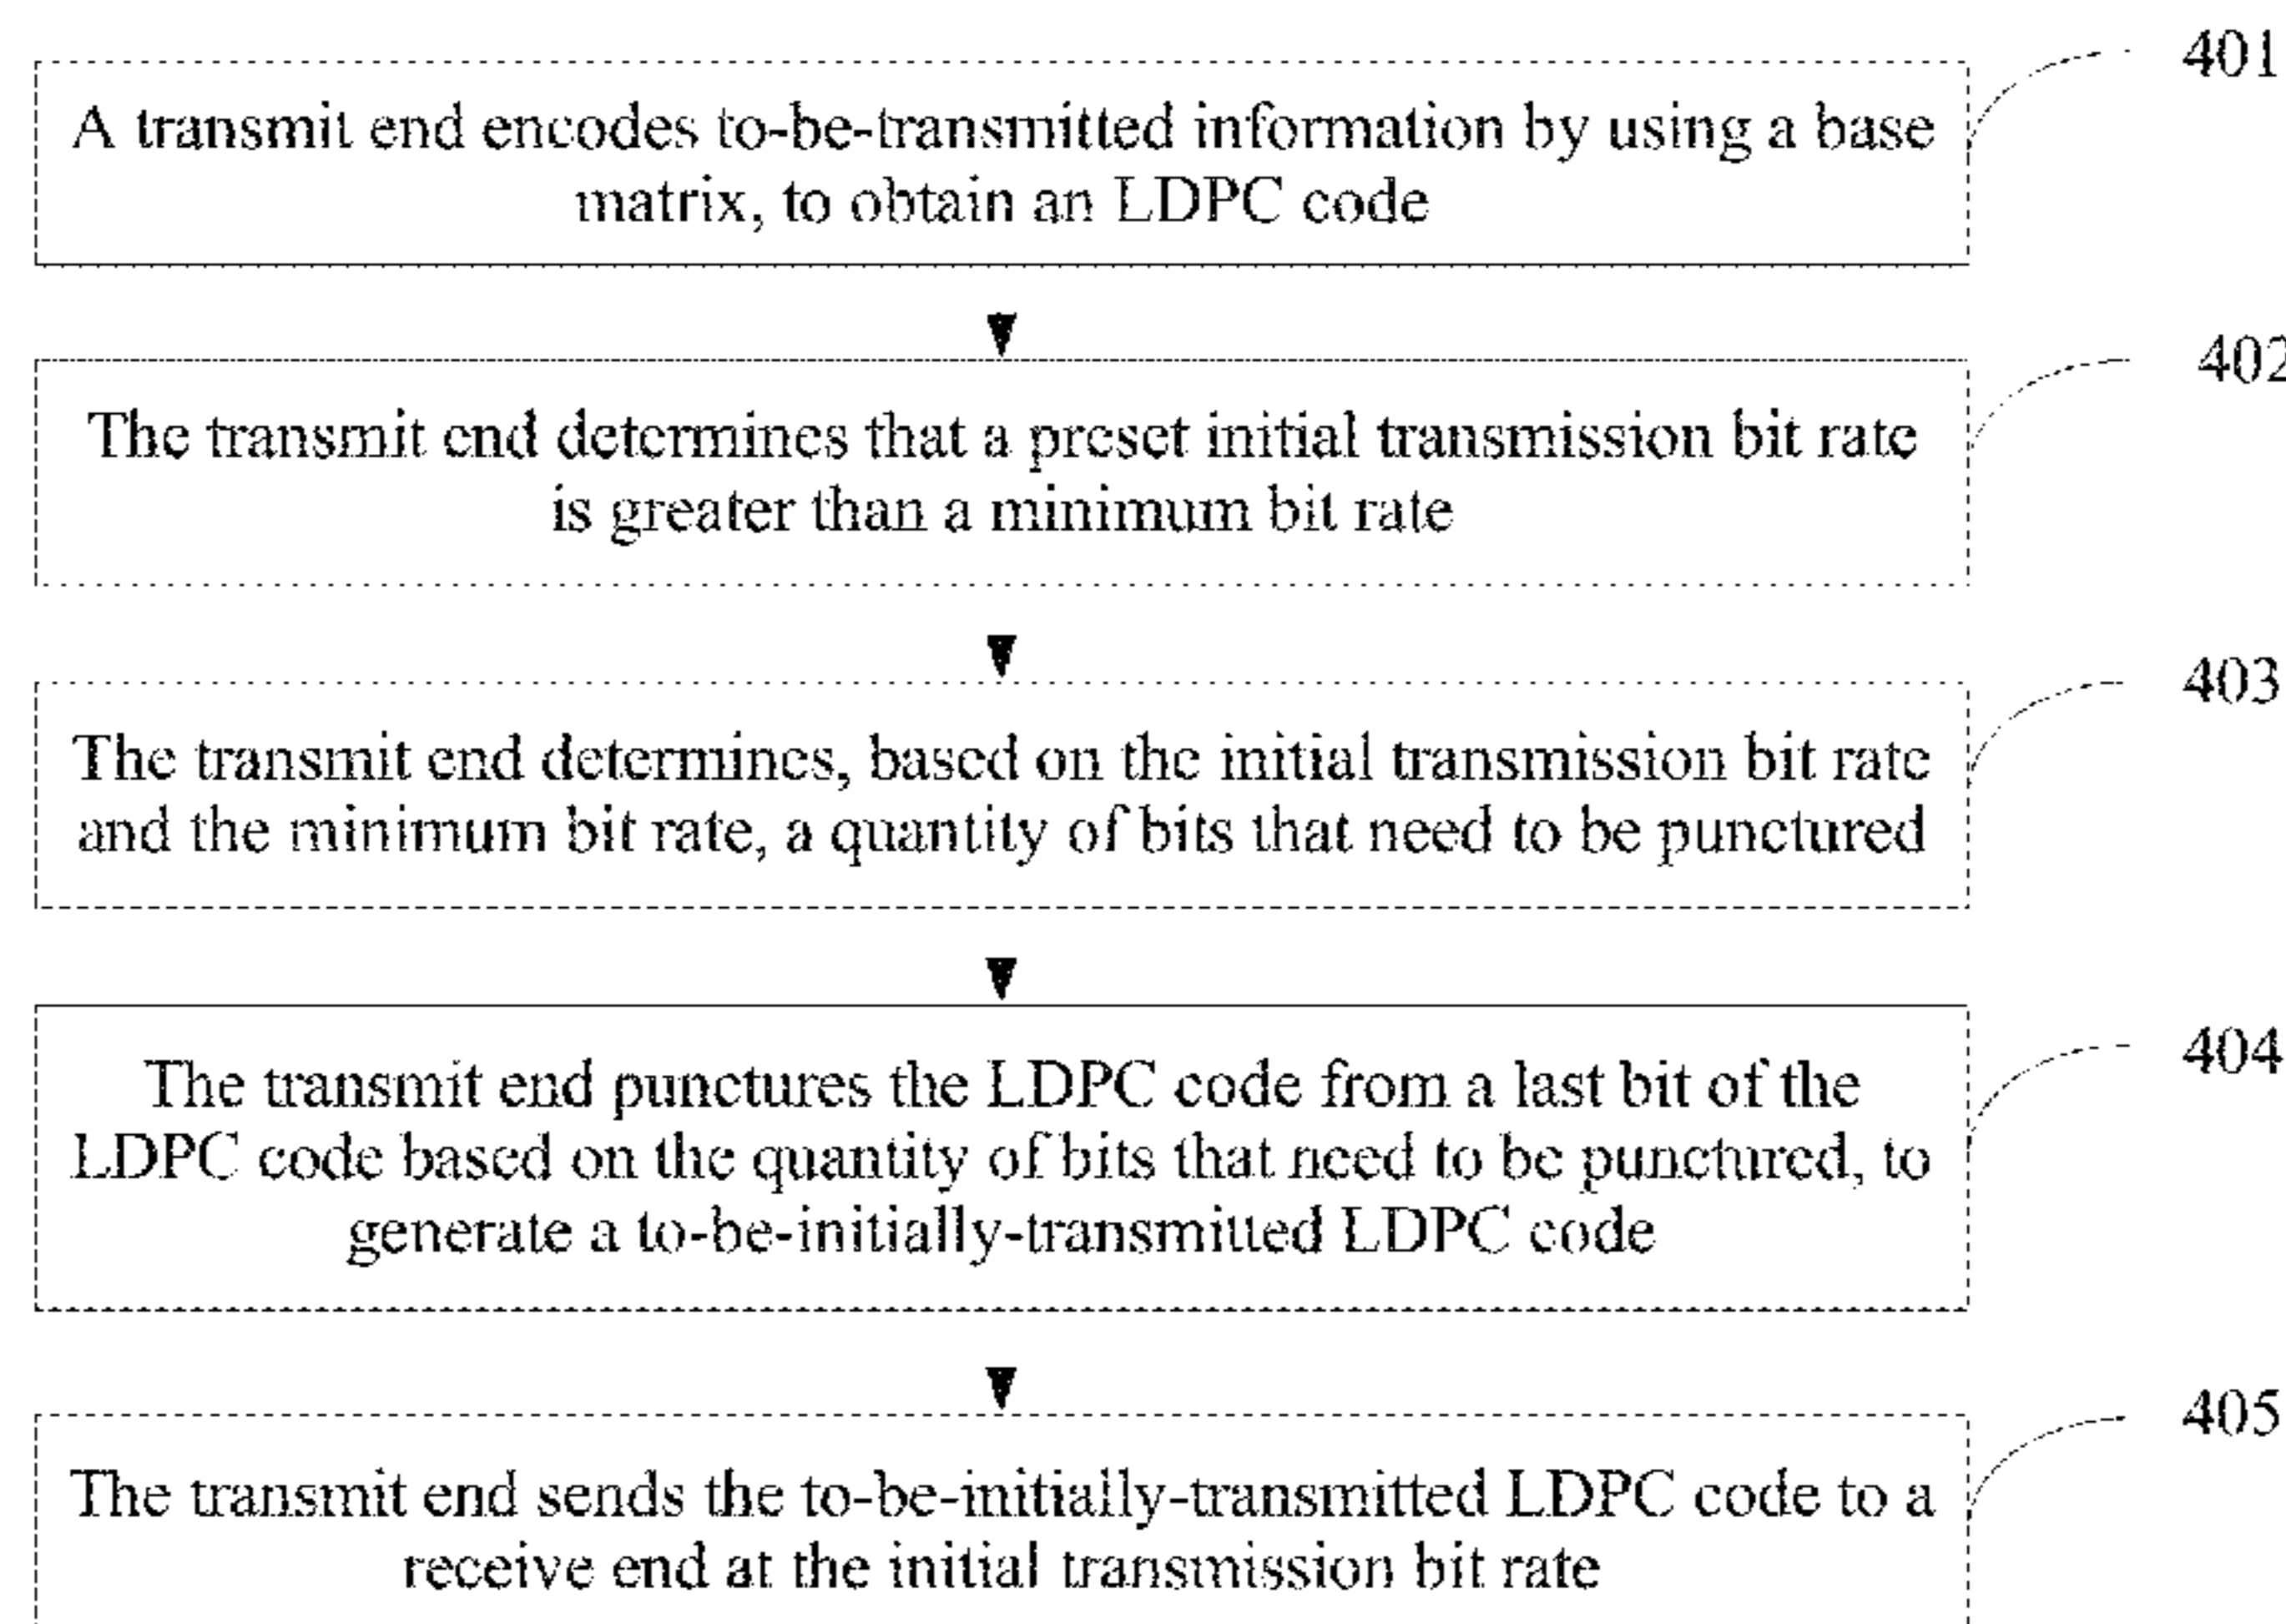 401
A transmit end encodes to-be-transmitted information by using a base
matrix, to obtain an LDPC code
402
The transmit end determines that a preset initial transmission bit rate
is greater than a minimum bit rate
403
The transmit end determines, based on the initial transmission bit rate
and the minimum bit rate, a quantity of bits that need to be punctured
404
The transmit end punctures the LDPC code from a last bit of the
LDPC code based on the quantity of bits that need to be punctured, to
generate a to-be-initially-transmitted LDPC code
405
The transmit end sends the to-be-initially-transmitted LDPC code to a
receive end at the initial transmission bit rate